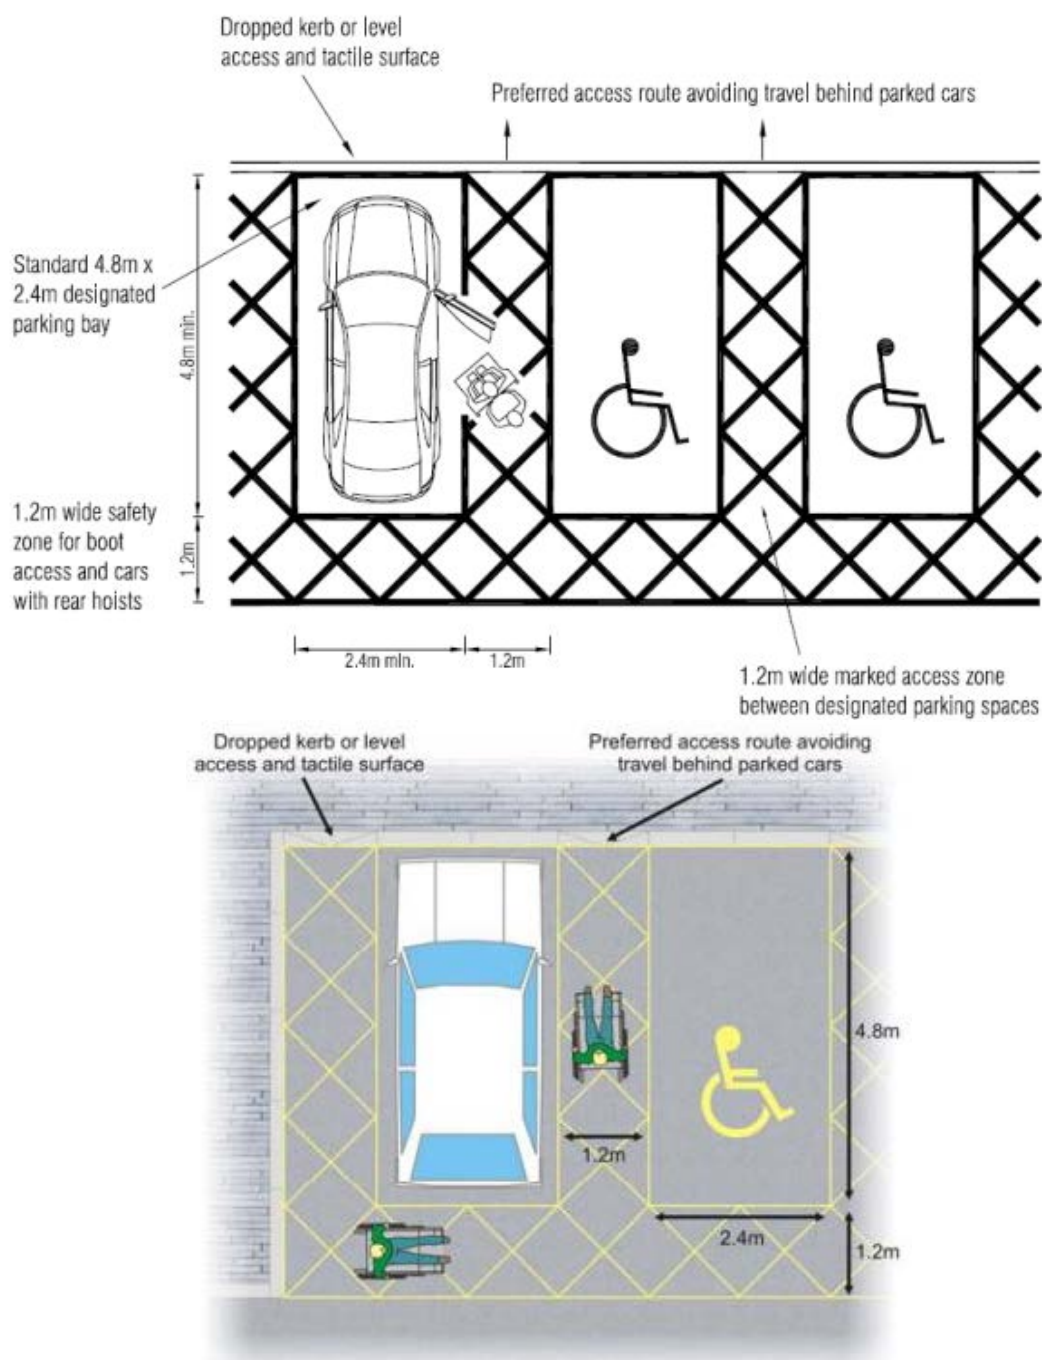 Dropped kerb or level
access and tactile surface
Preferred access route avoiding travel behind parked cars
Standard 4.8m x
2.4m designated
parking bay
4.8m min.
1.2m wide safety
zone for boot
access and cars
with rear hoists
1.2m
2.4m min.
1.2m
1.2m wide marked access zone
between designated parking spaces
Dropped kerb or level
access and tactile surface
Preferred access route avoiding
travel behind parked cars
4.8m
1.2m
2.4m
1.2m